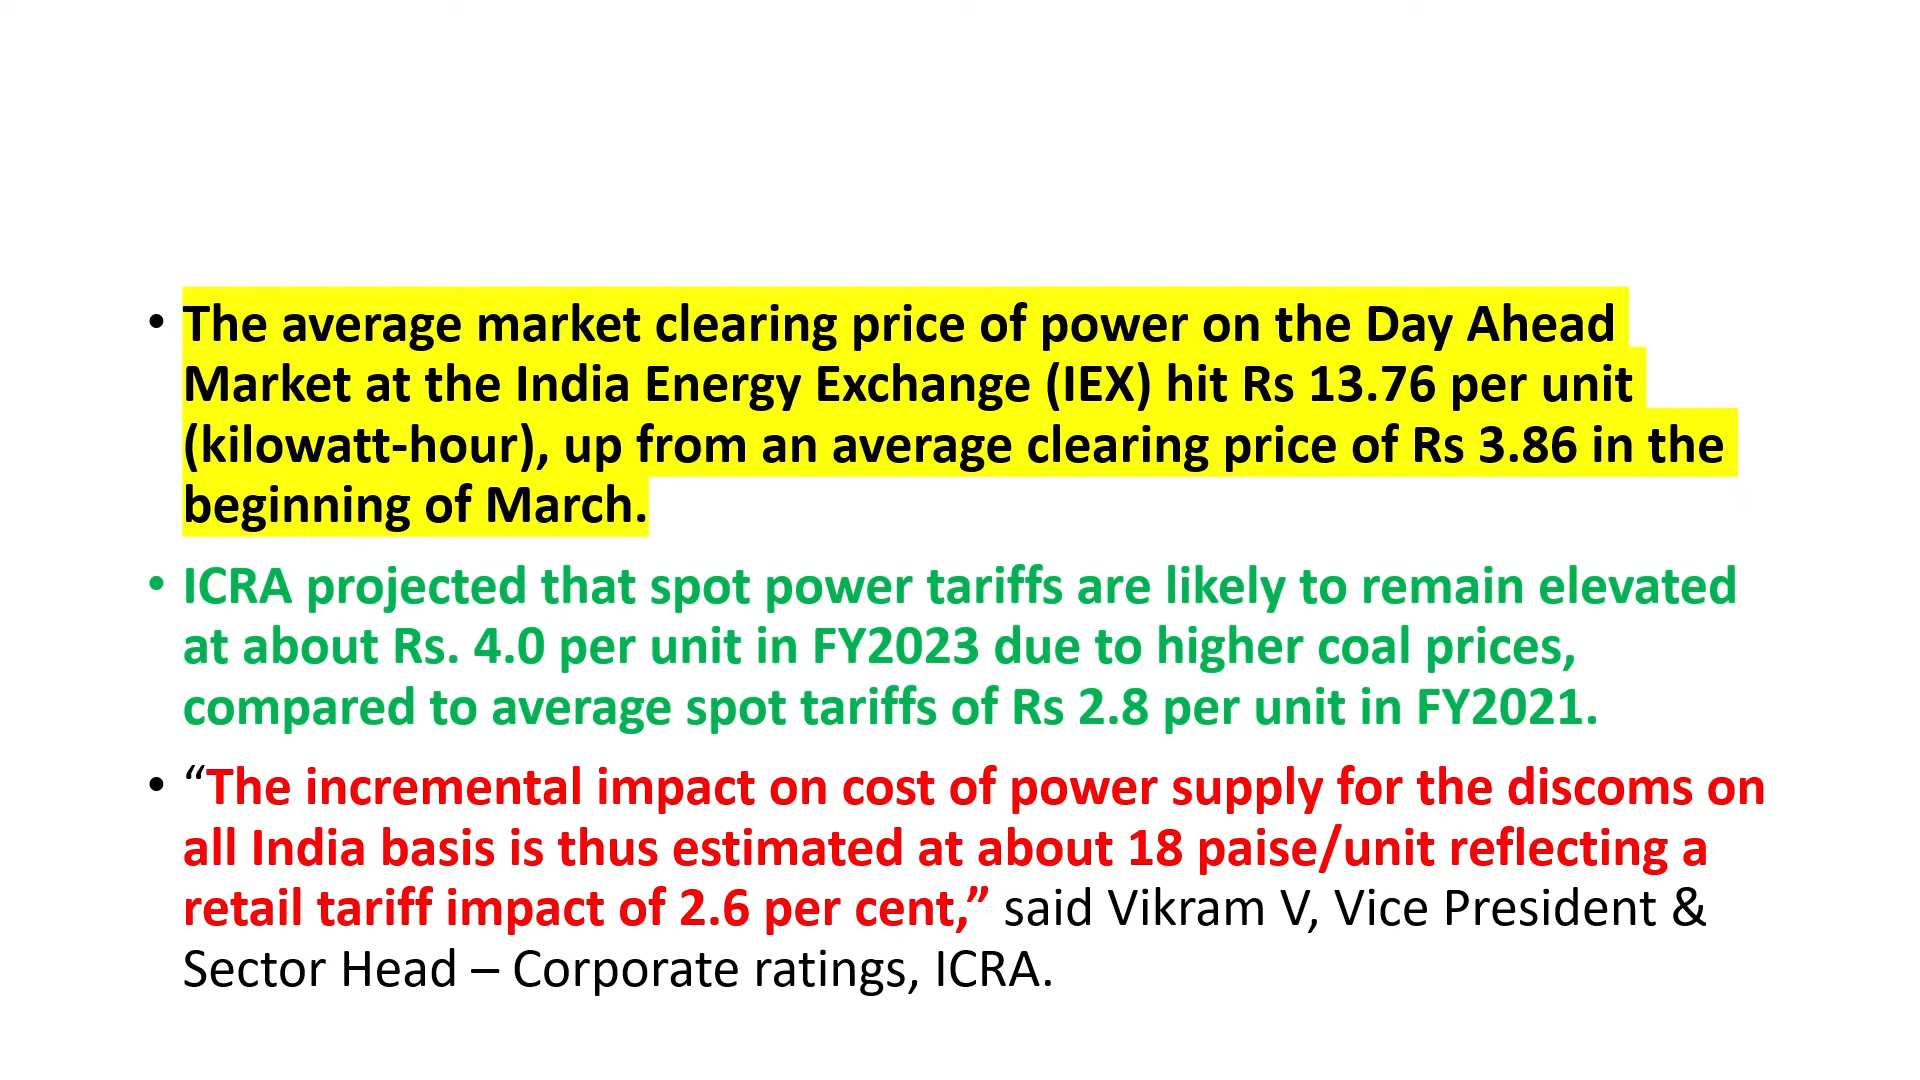 • The average market clearing price of power on the Day Ahead
Market at the India Energy Exchange (IEX) hit Rs 13.76 per unit
(kilowatt-hour), up from an average clearing price of Rs 3.86 in the
beginning of March.
• ICRA projected that spot power tariffs are likely to remain elevated
at about Rs. 4.0 per unit in FY2023 due to higher coal prices,
compared to average spot tariffs of Rs 2.8 per unit in FY2021.
• “The incremental impact on cost of power supply for the discoms on
all India basis is thus estimated at about 18 paise/unit reflecting a
retail tariff impact of 2.6 per cent,” said Vikram V, Vice President &
Sector Head – Corporate ratings, ICRA.